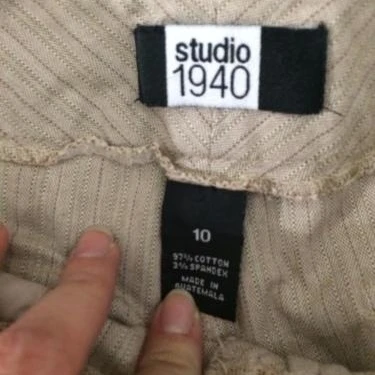 studio
1940
10
97% COTTON
3% SPANDEX
MADE IN
GUATEMALA